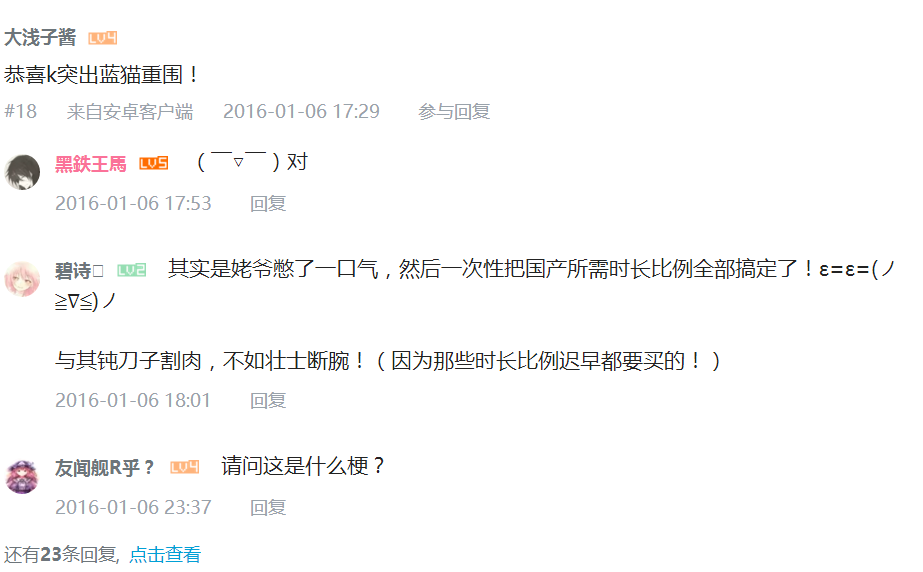 大浅子酱 LV4
恭喜k突出蓝猫重围！
#18 来自安卓客户端 2016-01-06 17:29 参与回复
黑鉄王馬 LV5 （￣▽￣）对
2016-01-06 17:53 回复
碧诗 LV2 其实是姥爷憋了一口气，然后一次性把国产所需时长比例全部搞定了！ε=ε=(ノ
≧∇≦)ノ
与其钝刀子割肉，不如壮士断腕！（因为那些时长比例迟早都要买的！）
2016-01-06 18:01 回复
友闻舰R乎？ LV4 请问这是什么梗？
2016-01-06 23:37 回复
还有23条回复, 点击查看